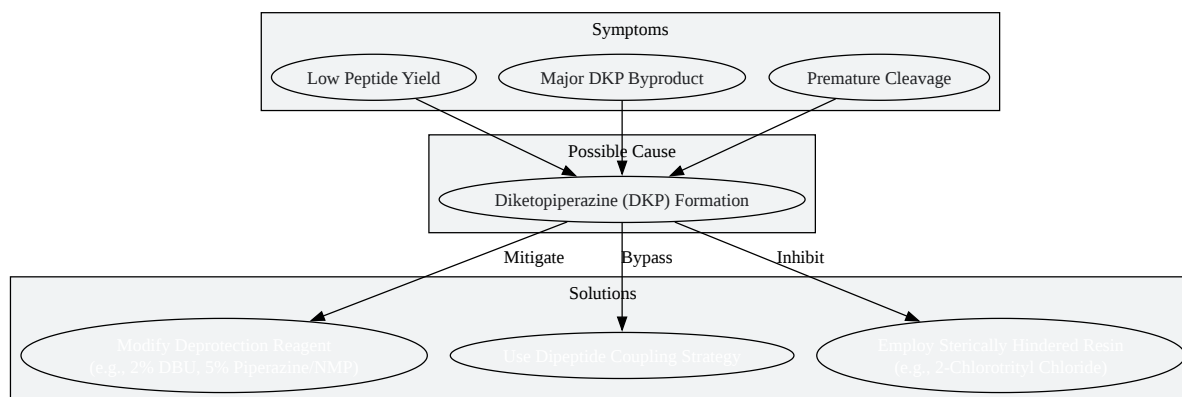 Symptoms
Low Peptide Yield
Major DKP Byproduct
Premature Cleavage
Possible Cause
Diketopiperazine (DKP) Formation
Mitigate
Bypass
Inhibit
Solutions
Modify Deprotection Reagent
(e.g., 2% DBU, 5% Piperazine/NMP)
Use Dipeptide Coupling Strategy
Employ Sterically Hindered Resin
(e.g., 2-Chlorotrityl Chloride)